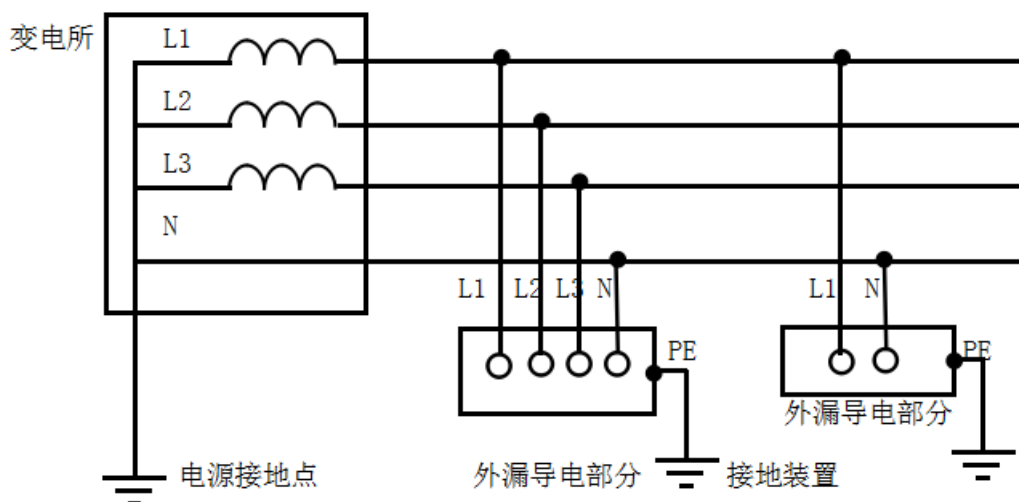 变电所
L1
L2
L3
N
L1 L2 L3 N
L1 N
PE
PE
外漏导电部分
电源接地点
外漏导电部分
接地装置